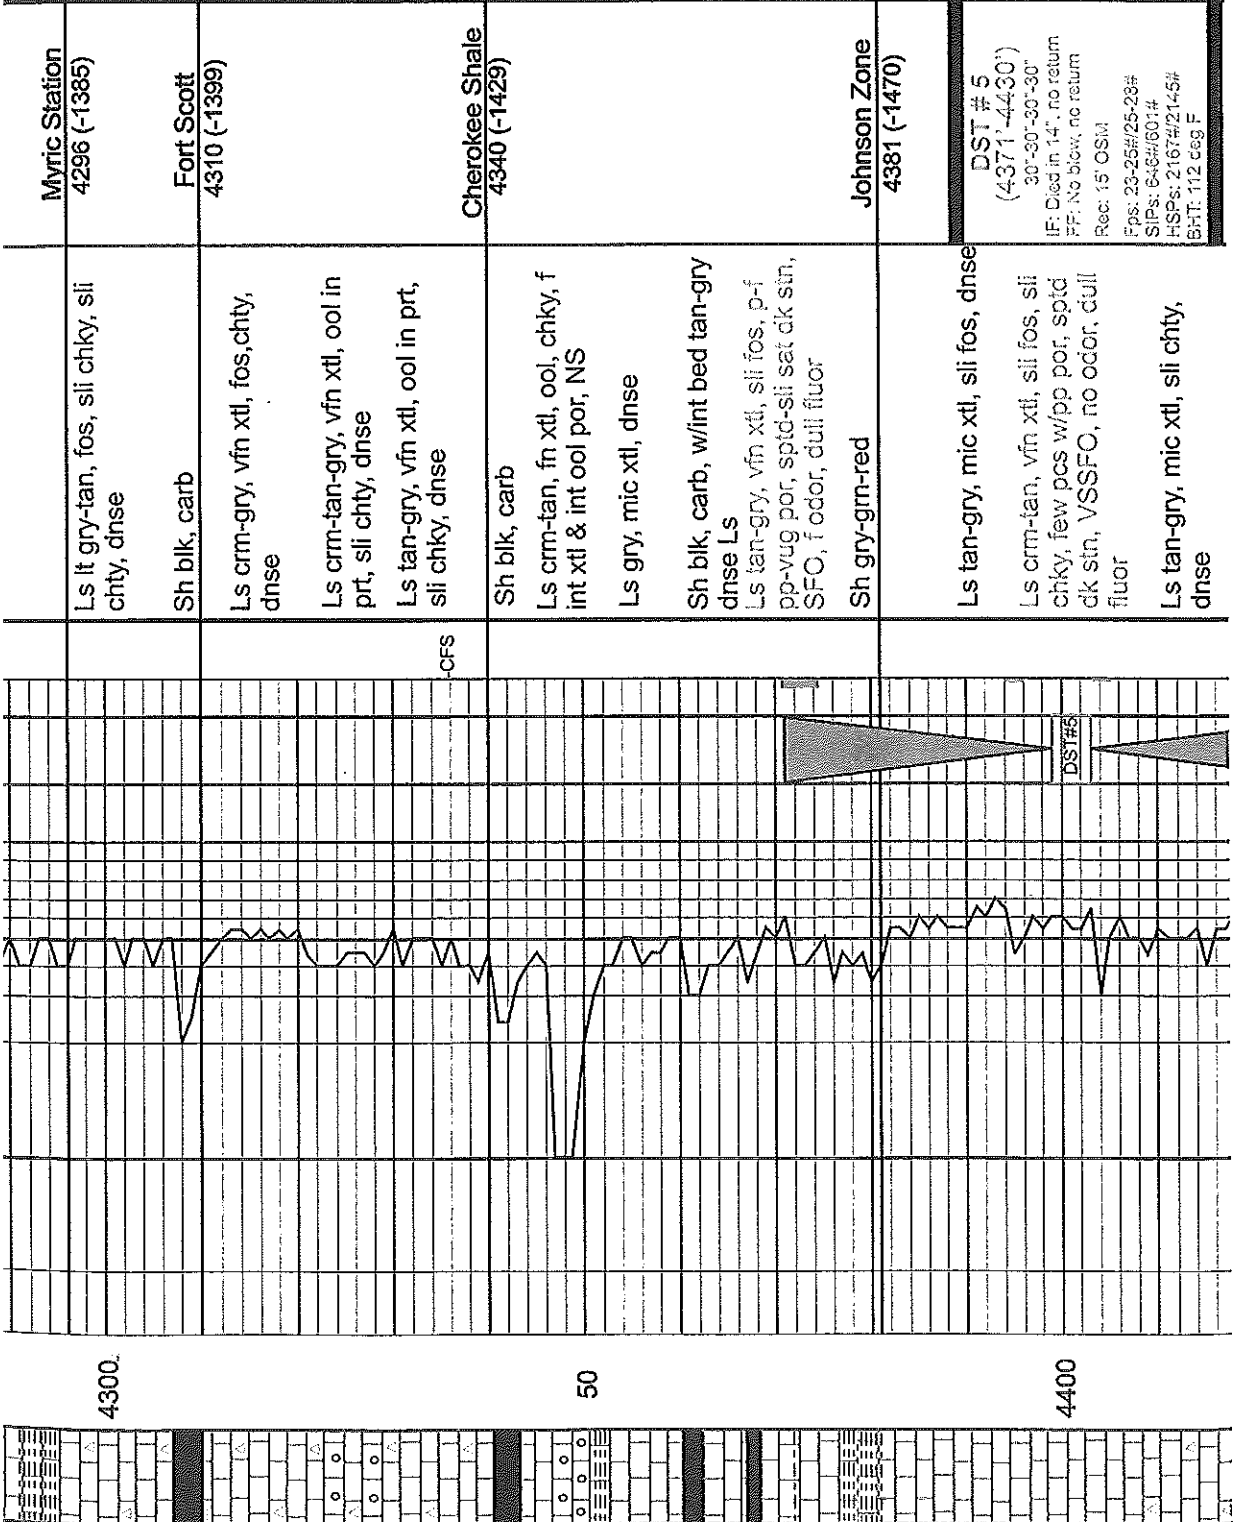 Myric Station
4296 (-1385)
Fort Scott
4310 (-1399)
Cherokee Shale
4340 (-1429)
Johnson Zone
4381 (-1470)
DST # 5
(4371'-4430')
30"-30"-30"-30"
IF: Died in 14", no return
FF: No blow, no return
Rec: 15' OSM
Fps: 23-25#/25-28#
SIPs: 646#/601#
HSPs: 2167#/2145#
BHT: 112 deg F
Ls lt gry-tan, fos, sli chky, sli
chty, dnse
Sh blk, carb
Ls crm-gry, vfn xtl, fos,chty,
dnse
Ls crm-tan-gry, vfn xtl, ool in
prt, sli chty, dnse
Ls tan-gry, vfn xtl, ool in prt,
sli chky, dnse
Sh blk, carb
Ls crm-tan, fn xtl, ool, chky, f
int xtl & int ool por, NS
Ls gry, mic xtl, dnse
Sh blk, carb, w/int bed tan-gry
dnse Ls
Ls tan-gry, vfn xtl, sli fos, p-f
pp-vug por, sptd-sli sat dk stn,
SFO, f odor, dull fluor
Sh gry-grn-red
Ls tan-gry, mic xtl, sli fos, dnse
Ls crm-tan, vfn xtl, sli fos, sli
chky, few pcs w/pp por, sptd
dk stn, VSSFO, no odor, dull
fluor
Ls tan-gry, mic xtl, sli chty,
dnse
-CFS
DST#5
4300
50
4400